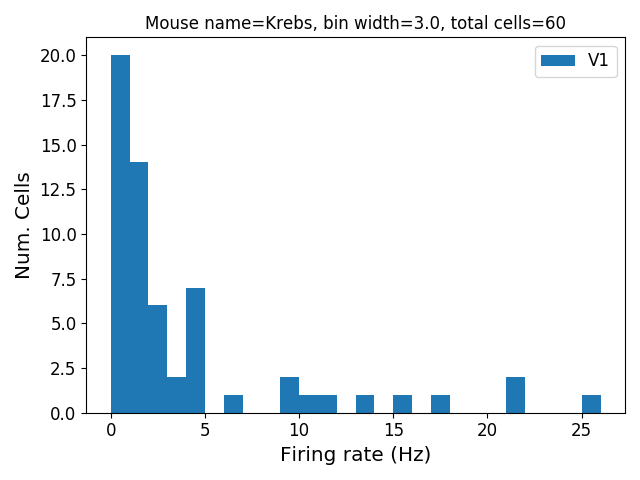 Mouse name=Krebs, bin width=3.0, total cells=60
V1
20.0
17.5
15.0
12.5
10.0
7.5
5.0
2.5
0.0
Num. Cells
0 5 10 15 20 25
Firing rate (Hz)